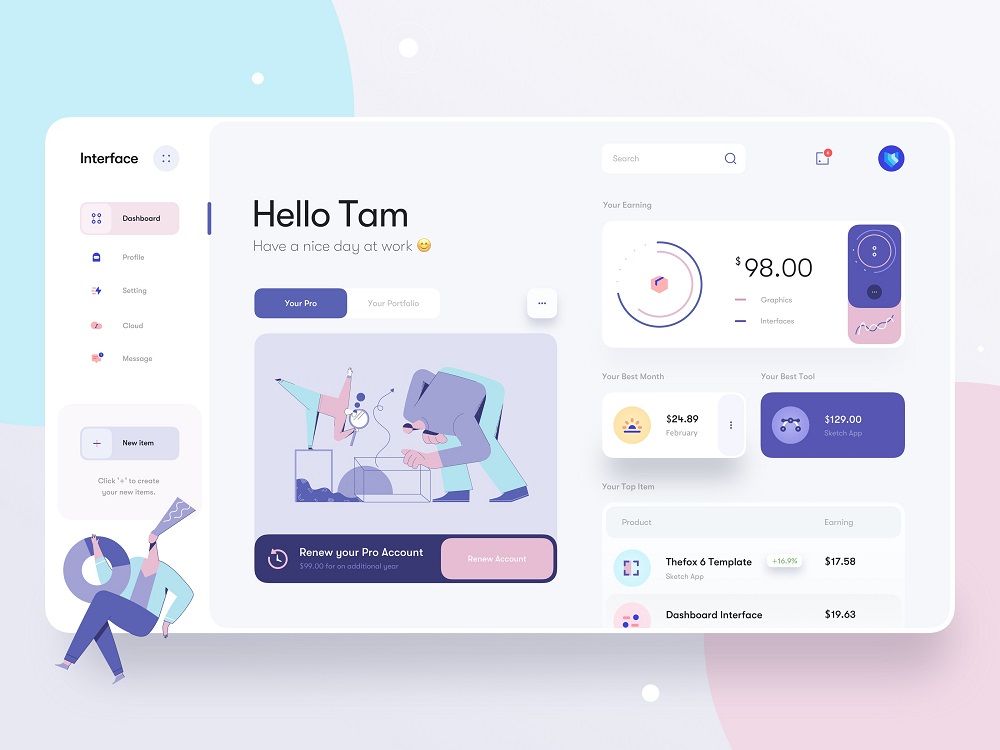 Interface
Dashboard
Profile
Setting
Cloud
Message
New item
Click '+' to create
your new items.
Hello Tam
Have a nice day at work 😊
Your Pro
Your Portfolio
Renew your Pro Account
$99.00 for on additional year
Renew Account
Search
Your Earning
$98.00
Graphics
Interfaces
Your Best Month
$24.89
February
Your Best Tool
$129.00
Sketch App
Your Top Item
Product
Earning
Thefox 6 Template
+16.9%
$17.58
Sketch App
Dashboard Interface
$19.63